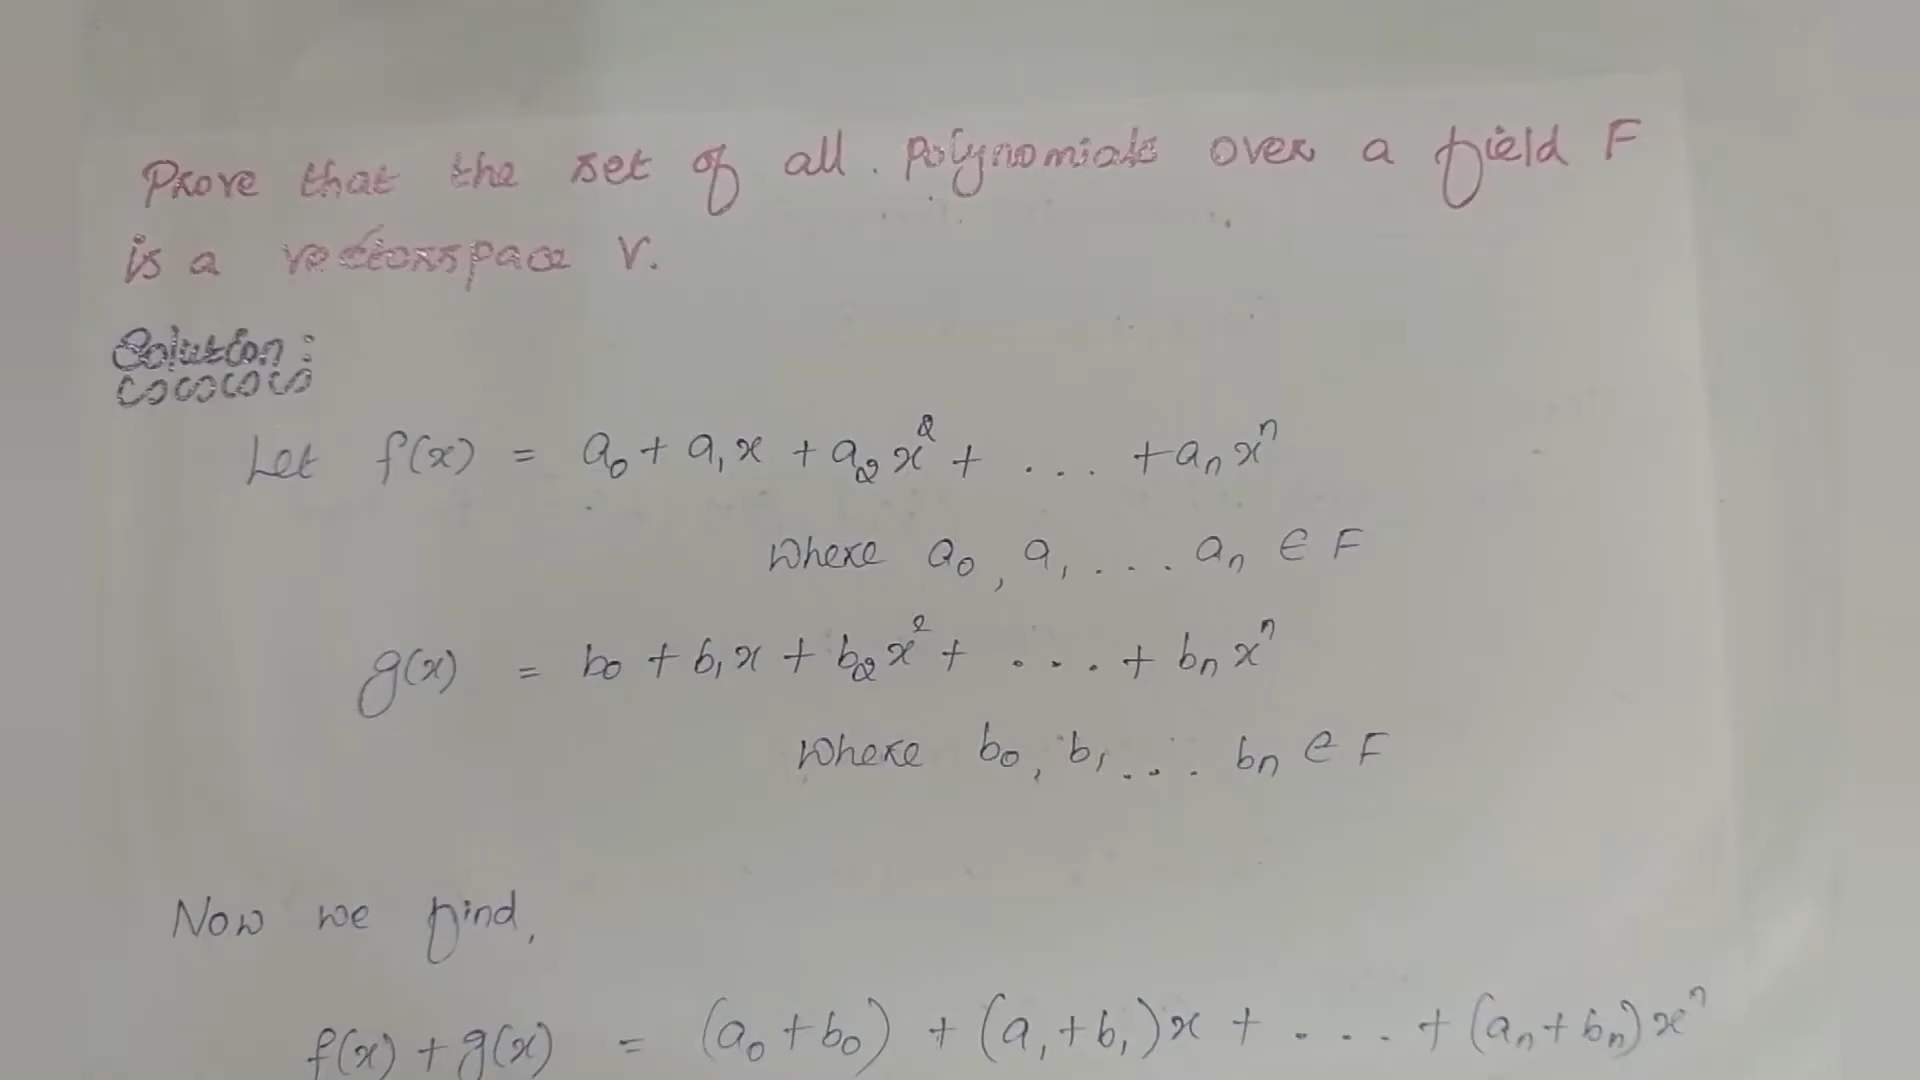 Prove that the set of all polynomials over a field F
is a vectorspace V.
Solution:
Let f(x) = a₀ + a₁x + a₂x² + ... + aₙxⁿ
where a₀, a₁, ... aₙ ∈ F
g(x) = b₀ + b₁x + b₂x² + ... + bₙxⁿ
where b₀, b₁, ... bₙ ∈ F
Now we find,
f(x) + g(x) = (a₀ + b₀) + (a₁ + b₁)x + ... + (aₙ + bₙ)xⁿ